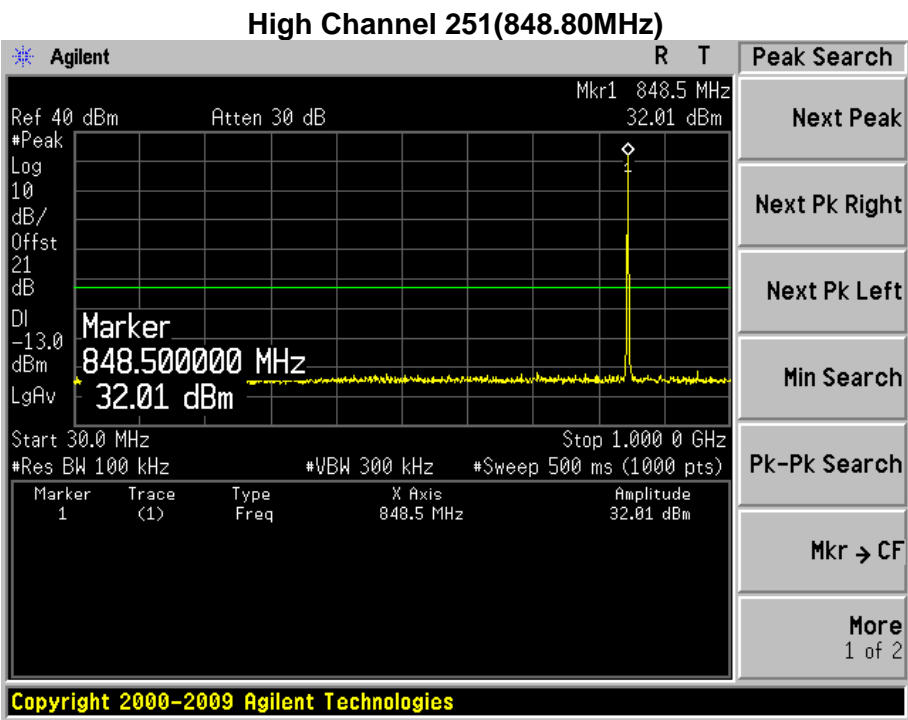 High Channel 251(848.80MHz)
Agilent R T Peak Search
Mkr1 848.5 MHz
Ref 40 dBm Atten 30 dB 32.01 dBm
#Peak
Log
10
dB/
Offst
21
dB
DI
-13.0
dBm
LgAv
1
Marker
848.500000 MHz
32.01 dBm
Start 30.0 MHz Stop 1.000 0 GHz
#Res BW 100 kHz #VBW 300 kHz #Sweep 500 ms (1000 pts)
Marker Trace Type X Axis Amplitude
1 (1) Freq 848.5 MHz 32.01 dBm
Next Peak
Next Pk Right
Next Pk Left
Min Search
Pk-Pk Search
Mkr → CF
More
1 of 2
Copyright 2000-2009 Agilent Technologies